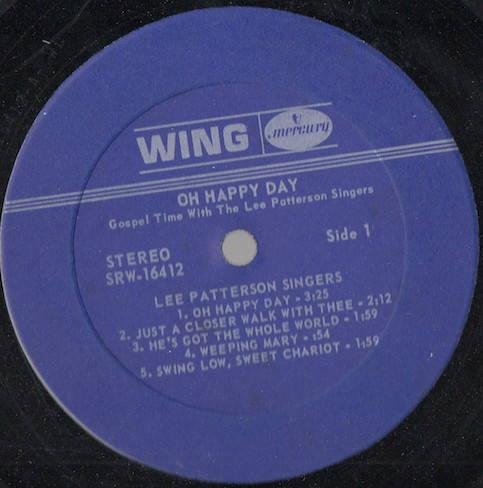 WING mercury
OH HAPPY DAY
Gospel Time With The Lee Patterson Singers
Side 1
STEREO
SRW-16412
LEE PATTERSON SINGERS
1. OH HAPPY DAY - 3:25
2. JUST A CLOSER WALK WITH THEE - 2:12
3. HE'S GOT THE WHOLE WORLD - 1:59
4. WEEPING MARY - :54
5. SWING LOW, SWEET CHARIOT - 1:59